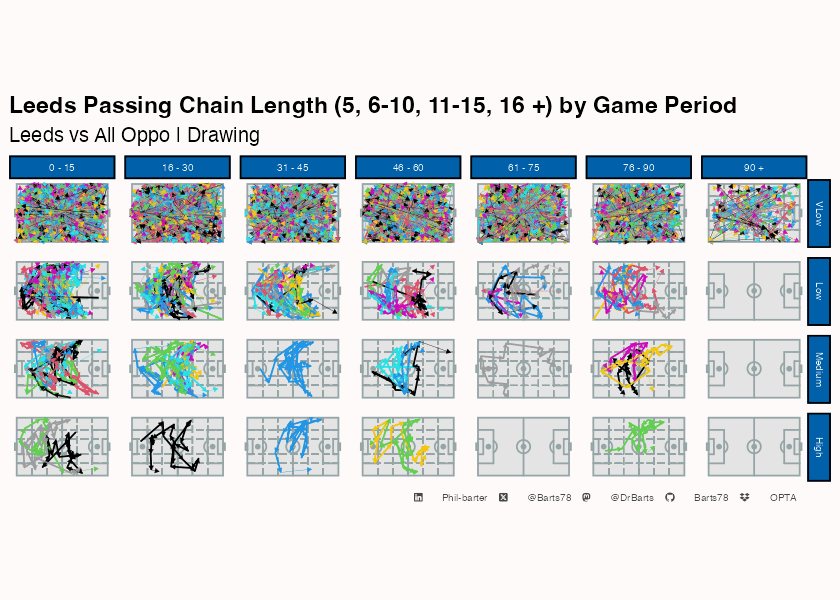 Leeds Passing Chain Length (5, 6-10, 11-15, 16 +) by Game Period
Leeds vs All Oppo | Drawing
0 - 15 16 - 30 31 - 45 46 - 60 61 - 75 76 - 90 90 +
V Low
Low
Medium
High
Phil-barter @Barts78 @DrBarts Barts78 OPTA